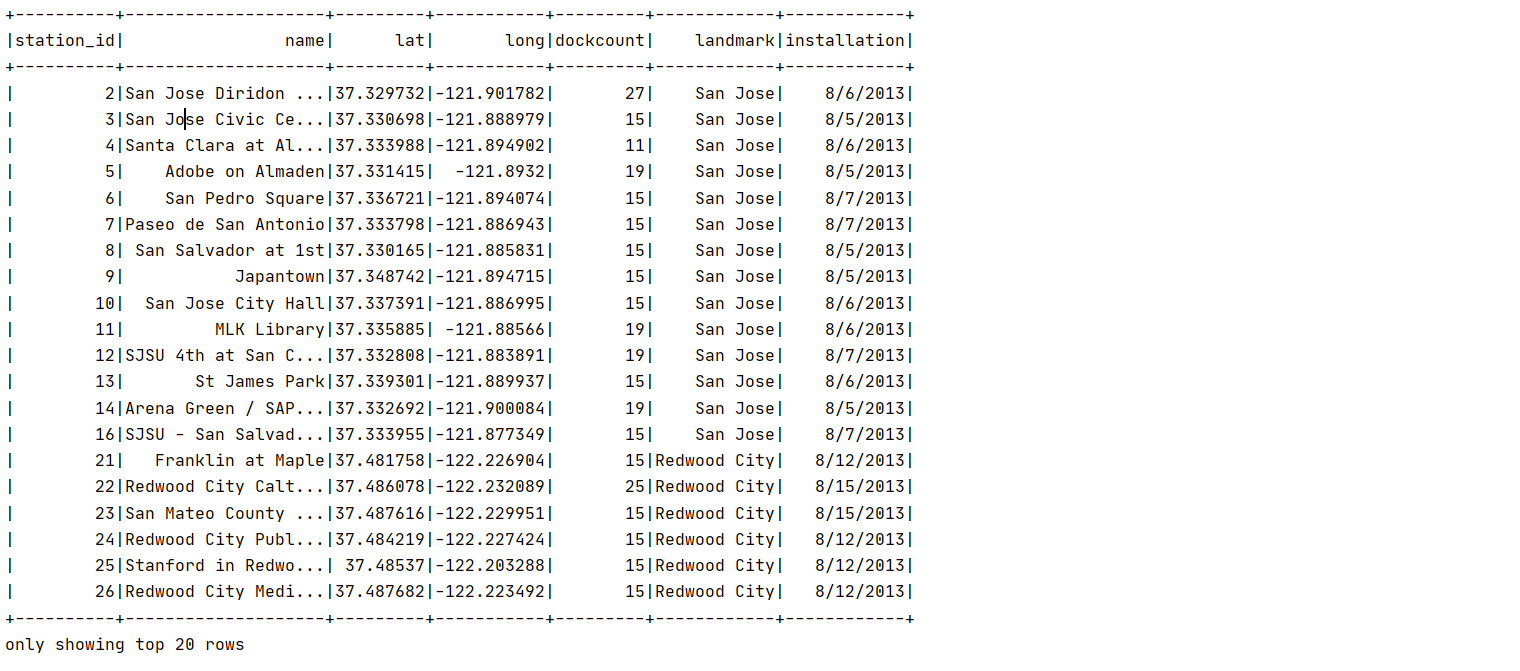 +----------+--------------------+---------+-----------+---------+------------+------------+
|station_id|                name|      lat|       long|dockcount|    landmark|installation|
+----------+--------------------+---------+-----------+---------+------------+------------+
|         2|San Jose Diridon ...|37.329732|-121.901782|       27|    San Jose|    8/6/2013|
|         3|San Jose Civic Ce...|37.330698|-121.888979|       15|    San Jose|    8/5/2013|
|         4|Santa Clara at Al...|37.333988|-121.894902|       11|    San Jose|    8/6/2013|
|         5|    Adobe on Almaden|37.331415|  -121.8932|       19|    San Jose|    8/5/2013|
|         6|    San Pedro Square|37.336721|-121.894074|       15|    San Jose|    8/7/2013|
|         7|Paseo de San Antonio|37.333798|-121.886943|       15|    San Jose|    8/7/2013|
|         8| San Salvador at 1st|37.330165|-121.885831|       15|    San Jose|    8/5/2013|
|         9|           Japantown|37.348742|-121.894715|       15|    San Jose|    8/5/2013|
|        10|  San Jose City Hall|37.337391|-121.886995|       15|    San Jose|    8/6/2013|
|        11|         MLK Library|37.335885| -121.88566|       19|    San Jose|    8/6/2013|
|        12|SJSU 4th at San C...|37.332808|-121.883891|       19|    San Jose|    8/7/2013|
|        13|       St James Park|37.339301|-121.889937|       15|    San Jose|    8/6/2013|
|        14|Arena Green / SAP...|37.332692|-121.900084|       19|    San Jose|    8/5/2013|
|        16|SJSU - San Salvad...|37.333955|-121.877349|       15|    San Jose|    8/7/2013|
|        21|   Franklin at Maple|37.481758|-122.226904|       15|Redwood City|   8/12/2013|
|        22|Redwood City Calt...|37.486078|-122.232089|       25|Redwood City|   8/15/2013|
|        23|San Mateo County ...|37.487616|-122.229951|       15|Redwood City|   8/15/2013|
|        24|Redwood City Publ...|37.484219|-122.227424|       15|Redwood City|   8/12/2013|
|        25|Stanford in Redwo...| 37.48537|-122.203288|       15|Redwood City|   8/12/2013|
|        26|Redwood City Medi...|37.487682|-122.223492|       15|Redwood City|   8/12/2013|
+----------+--------------------+---------+-----------+---------+------------+------------+
only showing top 20 rows